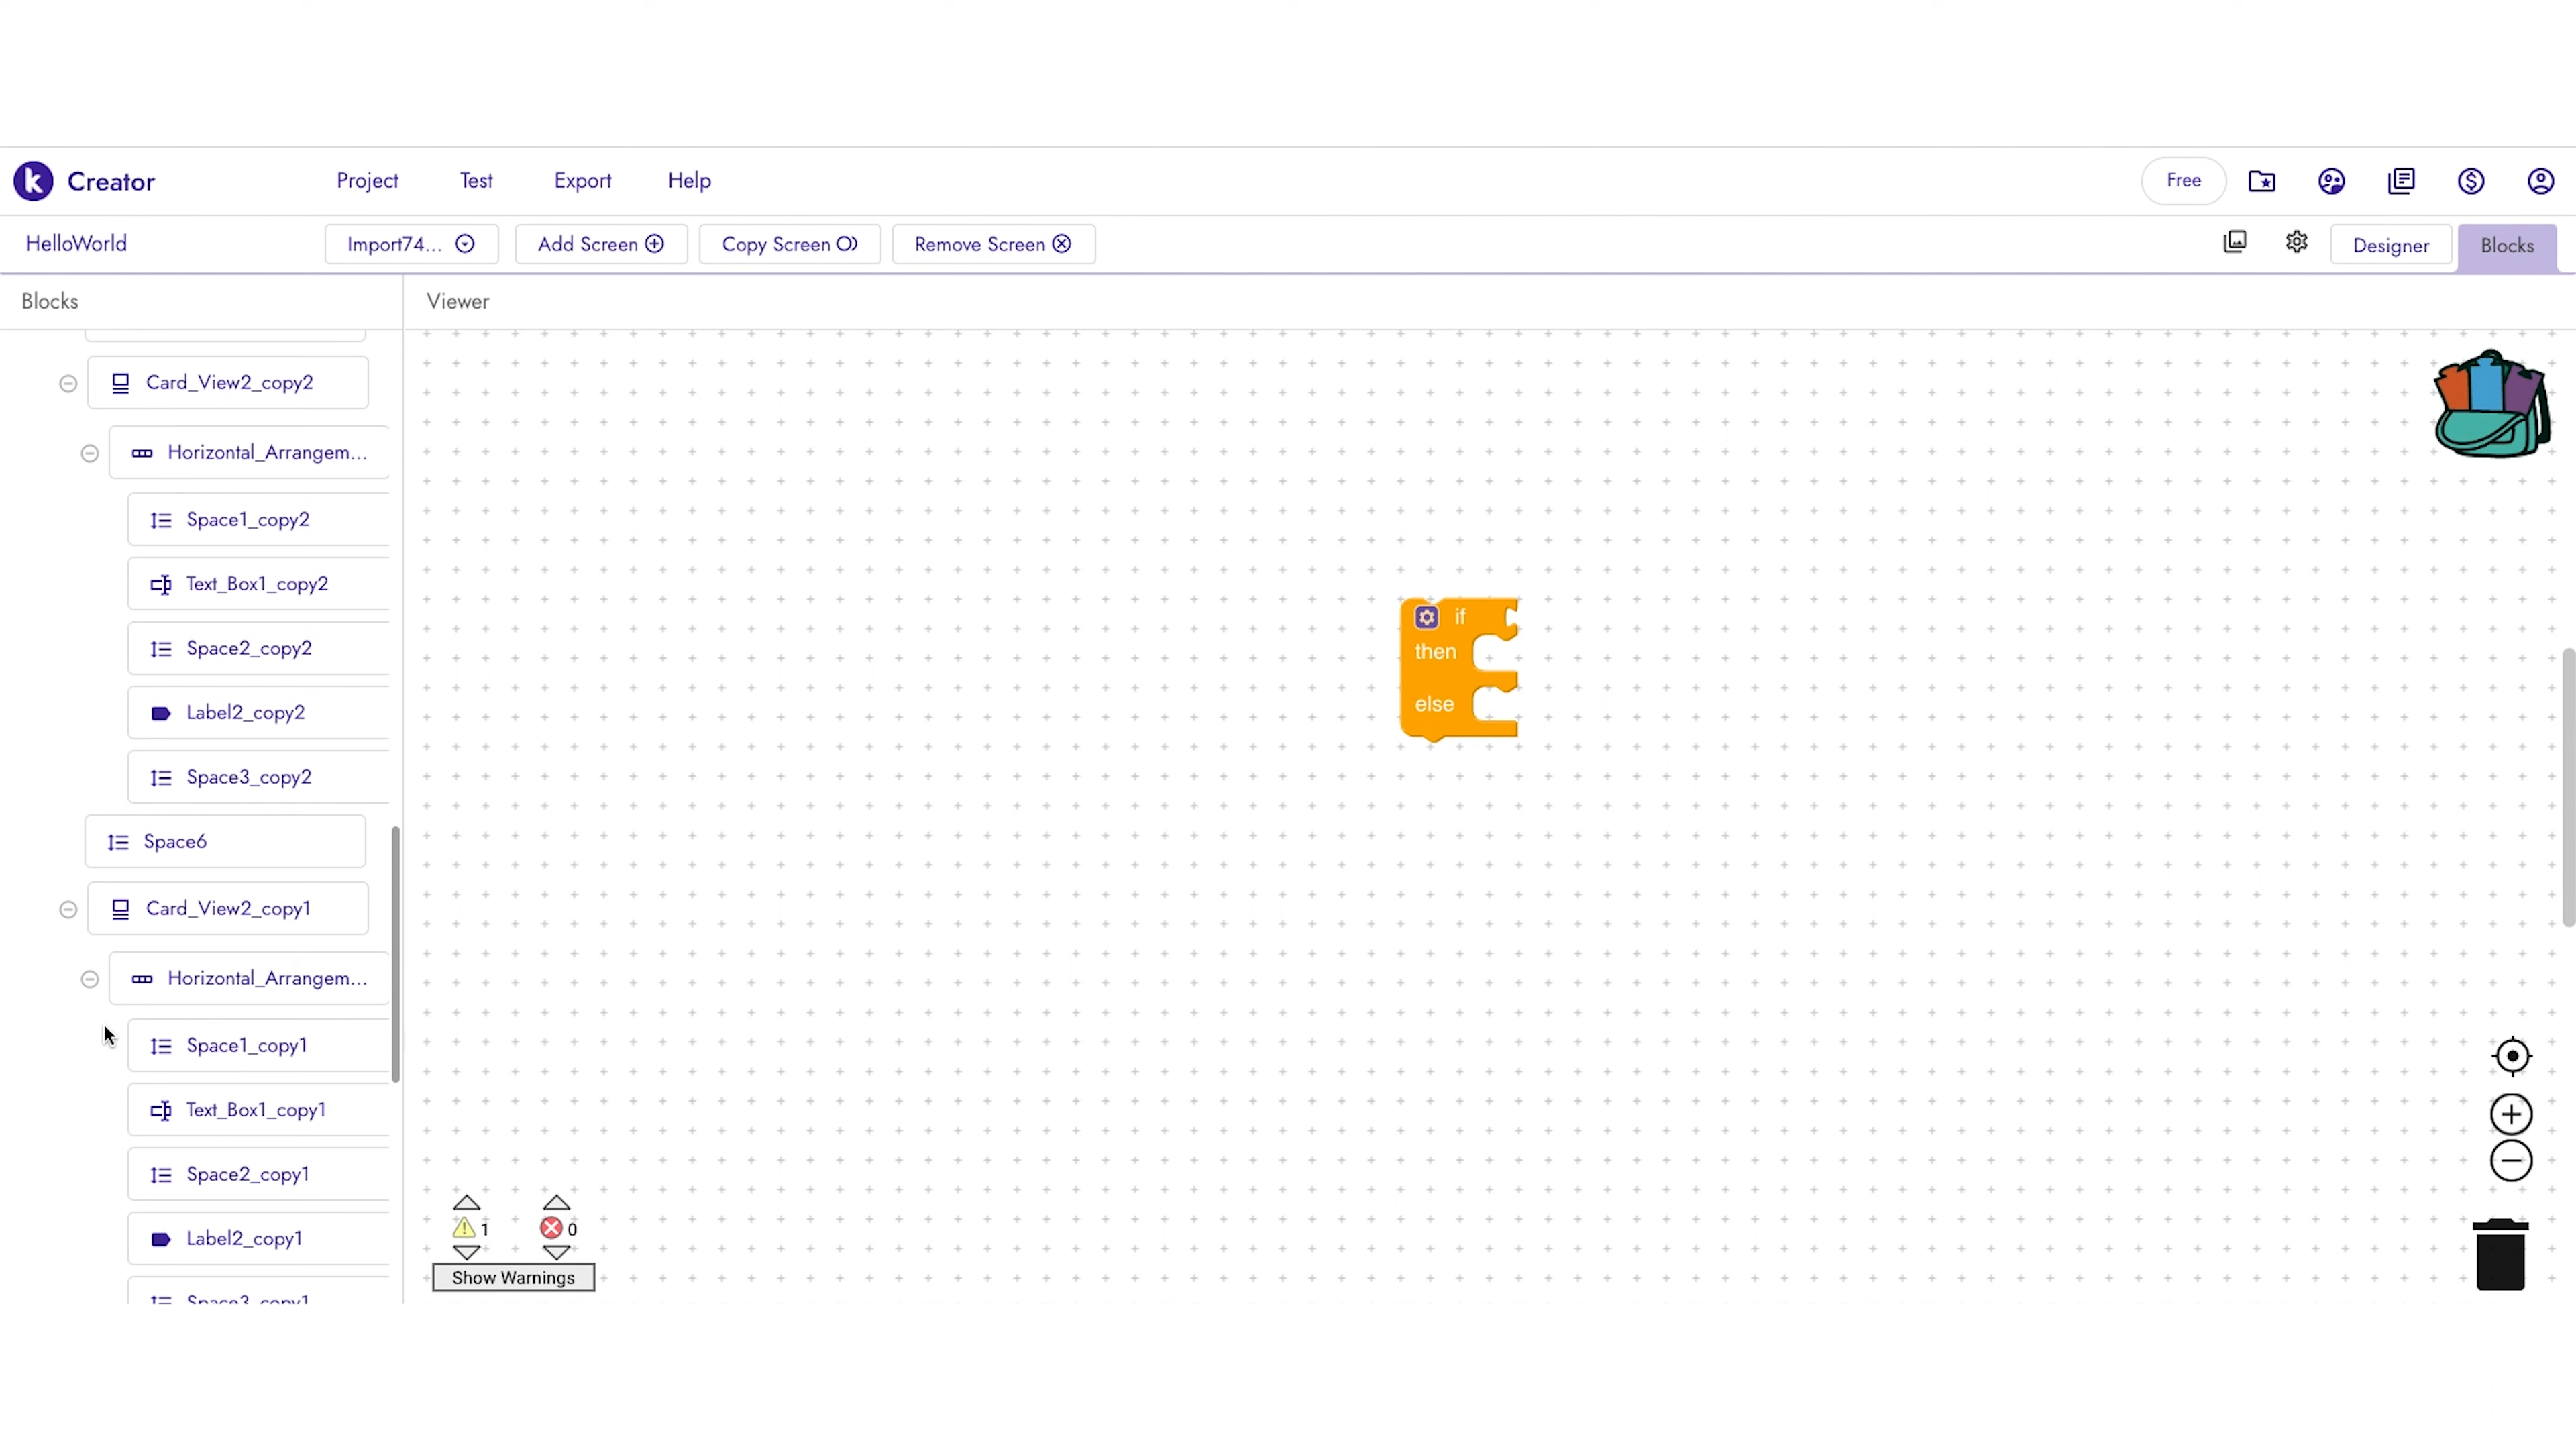 k Creator
Project
Test
Export
Help
Free
HelloWorld
Import74...
Add Screen
Copy Screen
Remove Screen
Designer
Blocks
Blocks
Viewer
Card_View2_copy2
Horizontal_Arrangem...
Space1_copy2
Text_Box1_copy2
Space2_copy2
Label2_copy2
Space3_copy2
Space6
Card_View2_copy1
Horizontal_Arrangem...
Space1_copy1
Text_Box1_copy1
Space2_copy1
Label2_copy1
Space3_copy1
if
then
else
1
0
Show Warnings